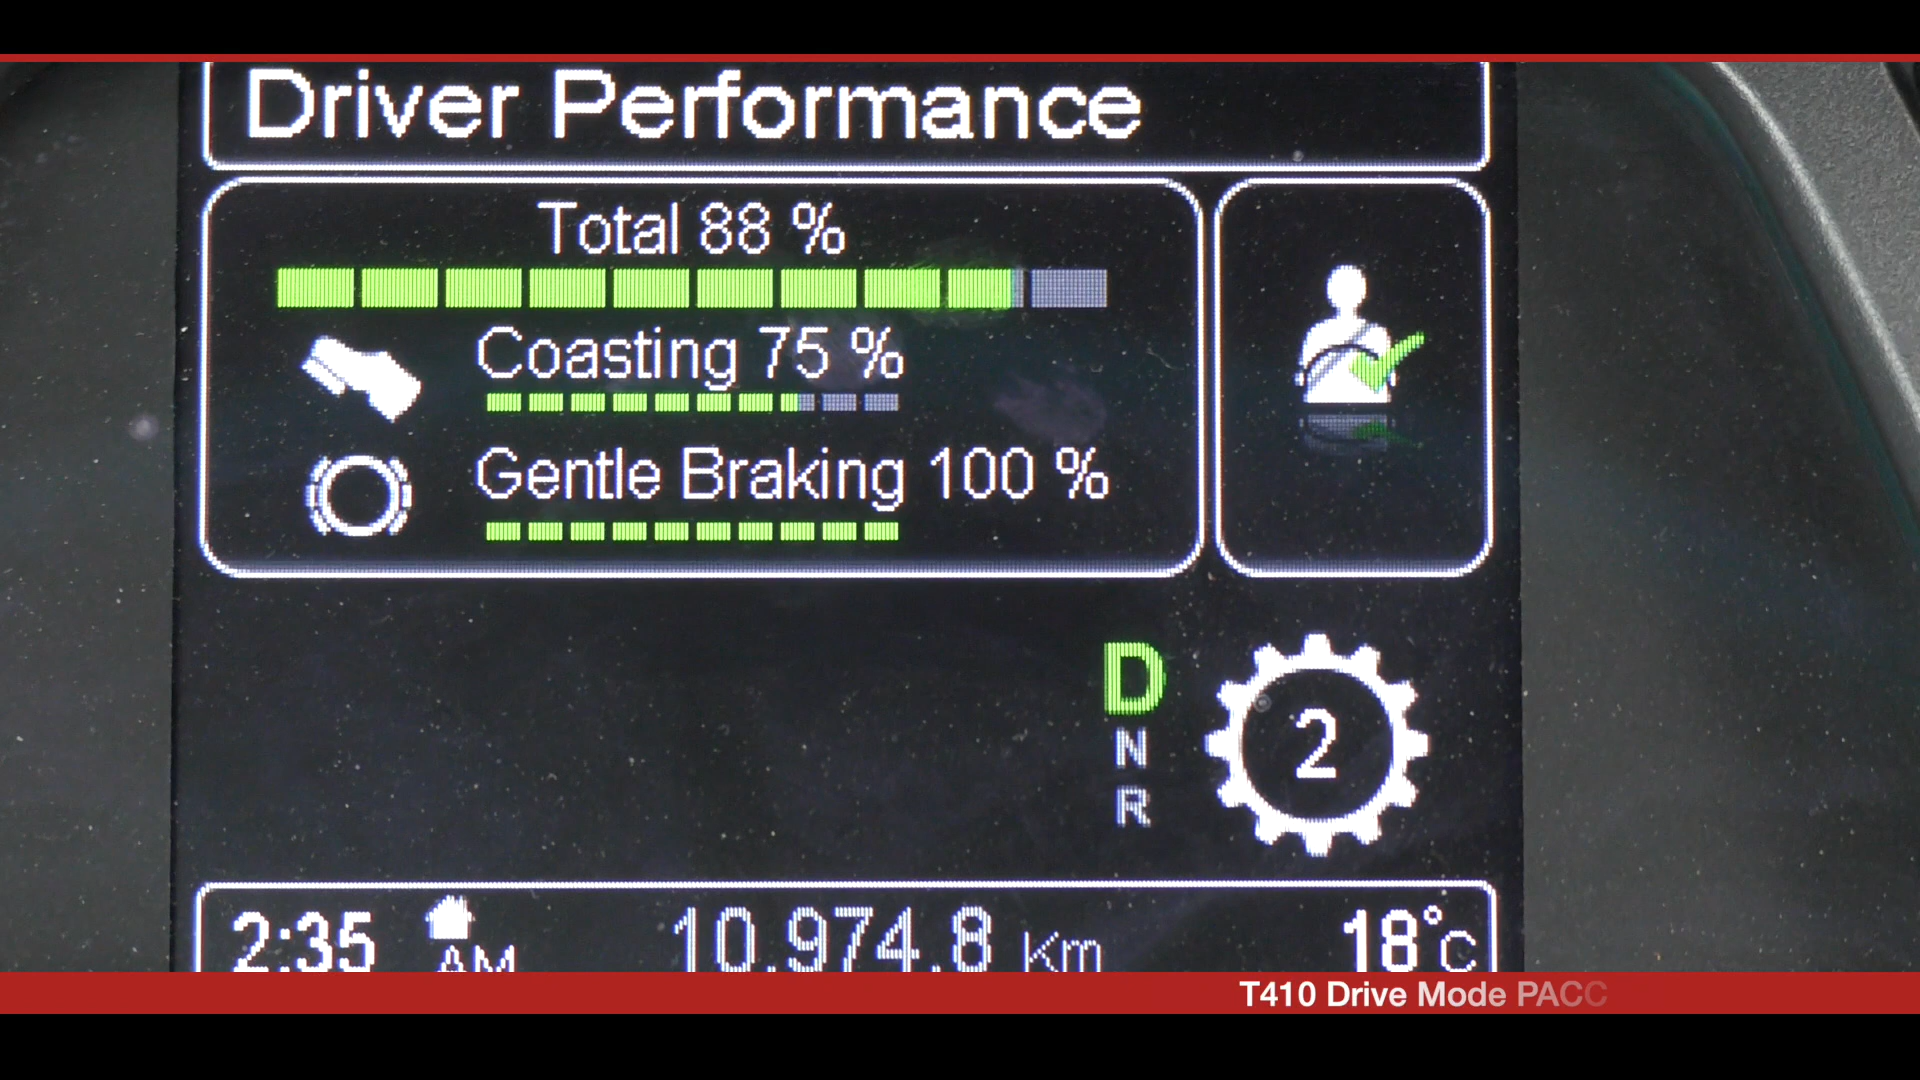 Driver Performance
Total 88 %
Coasting 75 %
Gentle Braking 100 %
D
N
R
2
2:35 AM
10,974.8 Km
18°C
T410 Drive Mode PACC